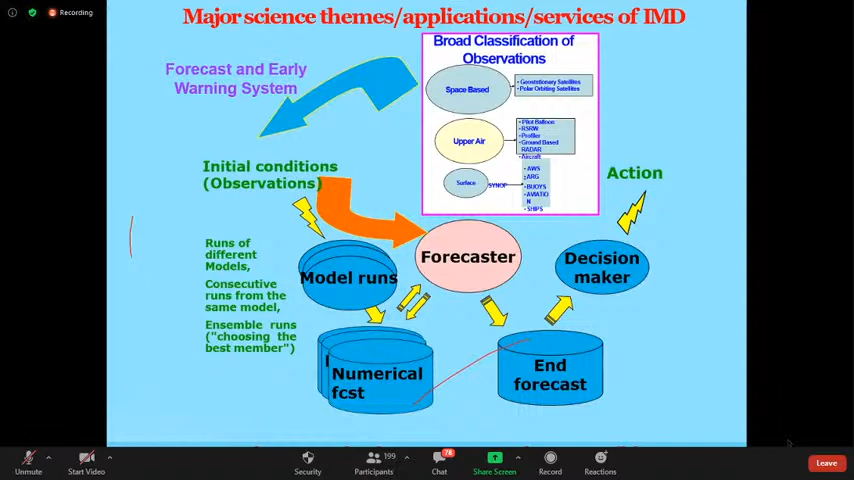 Recording
Major science themes/applications/services of IMD
Broad Classification of
Observations
Forecast and Early
Warning System
Space Based
• Geostationary Satellites
• Polar Orbiting Satellites
Upper Air
• Pilot Balloon
• RSRW
• Profiler
• Ground Based
RADAR
• Aircraft
Initial conditions
(Observations)
Surface
SYNOP
• AWS
ARG
• BUOYS
• AVIATIO
N
• SHIPS
Action
Runs of
different
Models,
Consecutive
runs from the
same model,
Ensemble runs
("choosing the
best member")
Model runs
Forecaster
Decision
maker
Numerical
fcst
End
forecast
Unmute
Start Video
Security
199
Participants
78
Chat
Share Screen
Record
Reactions
Leave